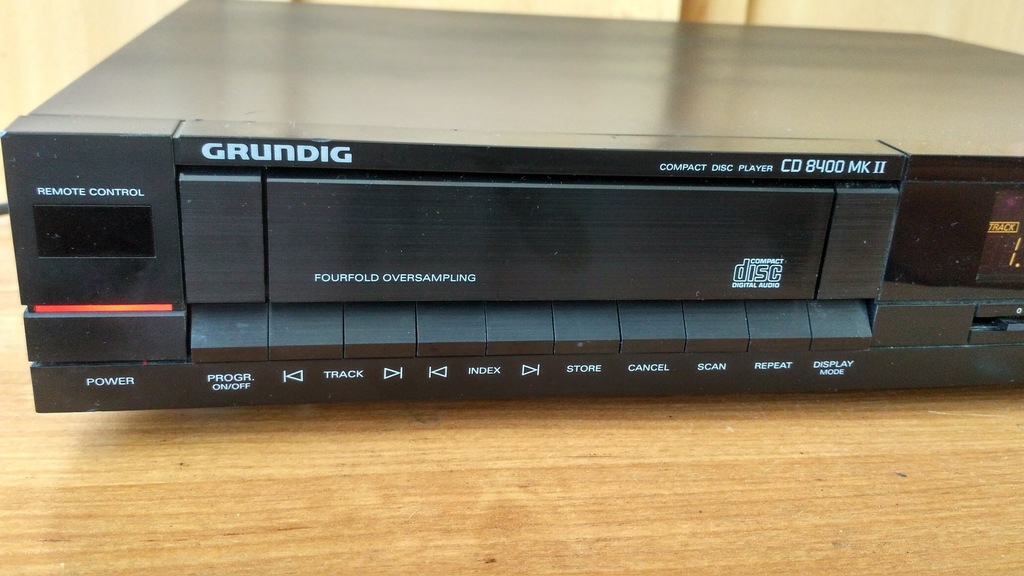 GRUNDIG
COMPACT DISC PLAYER CD 8400 MK II
REMOTE CONTROL
TRACK
1.
FOURFOLD OVERSAMPLING
COMPACT
disc
DIGITAL AUDIO
POWER
PROGR.
ON/OFF
TRACK
INDEX
STORE
CANCEL
SCAN
REPEAT
DISPLAY
MODE